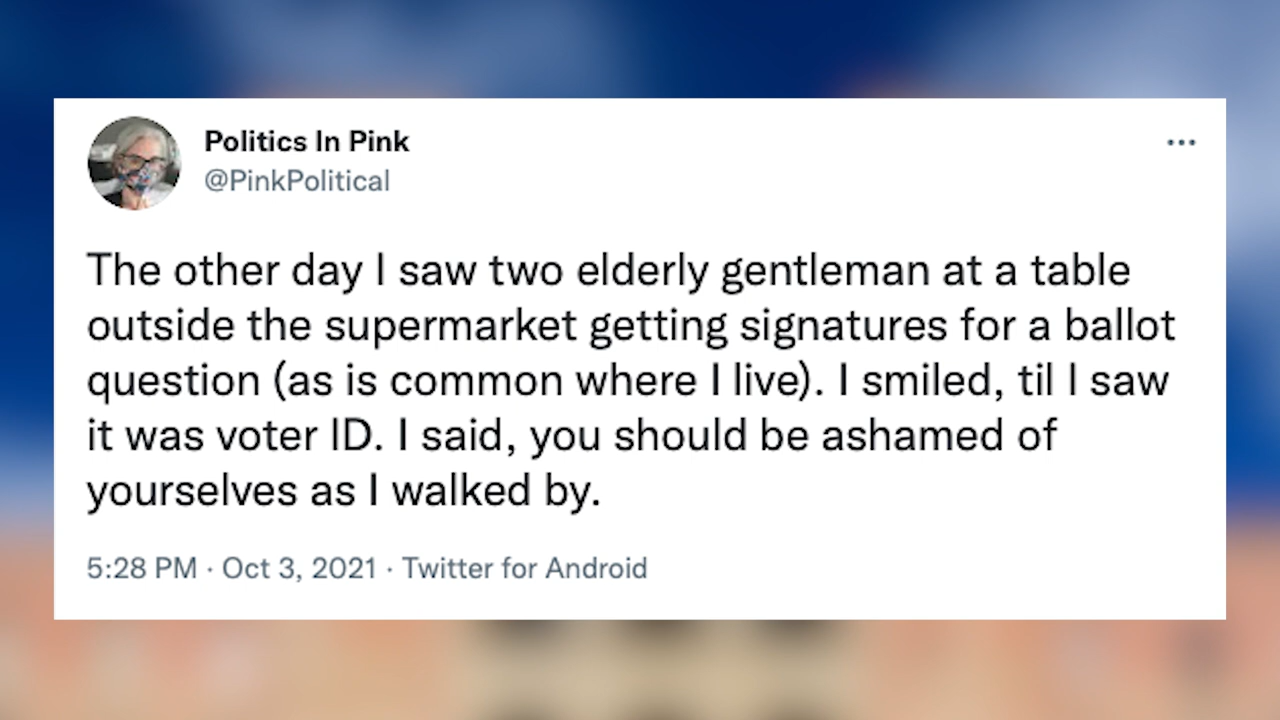 Politics In Pink
@PinkPolitical
The other day I saw two elderly gentleman at a table
outside the supermarket getting signatures for a ballot
question (as is common where I live). I smiled, til I saw
it was voter ID. I said, you should be ashamed of
yourselves as I walked by.
5:28 PM · Oct 3, 2021 · Twitter for Android